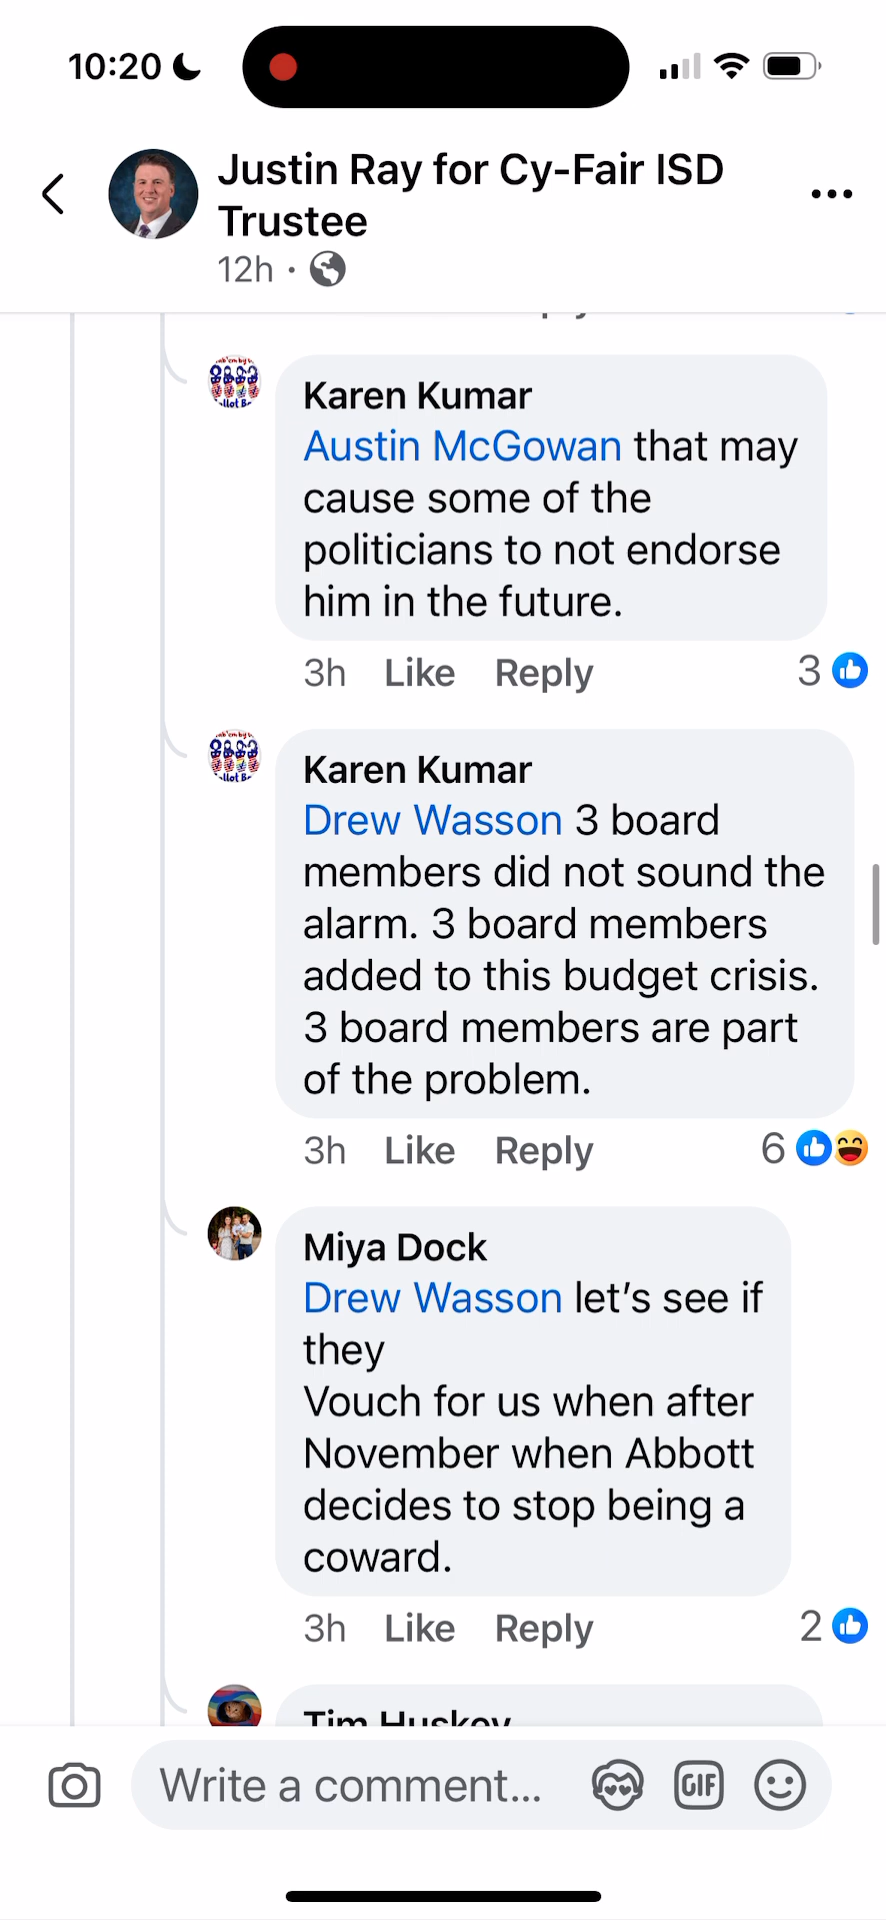 10:20
Justin Ray for Cy-Fair ISD
Trustee
12h ·
Karen Kumar
Austin McGowan that may
cause some of the
politicians to not endorse
him in the future.
3h Like Reply 3
Karen Kumar
Drew Wasson 3 board
members did not sound the
alarm. 3 board members
added to this budget crisis.
3 board members are part
of the problem.
3h Like Reply 6
Miya Dock
Drew Wasson let's see if
they
Vouch for us when after
November when Abbott
decides to stop being a
coward.
3h Like Reply 2
Tim Huskey
Write a comment...
GIF